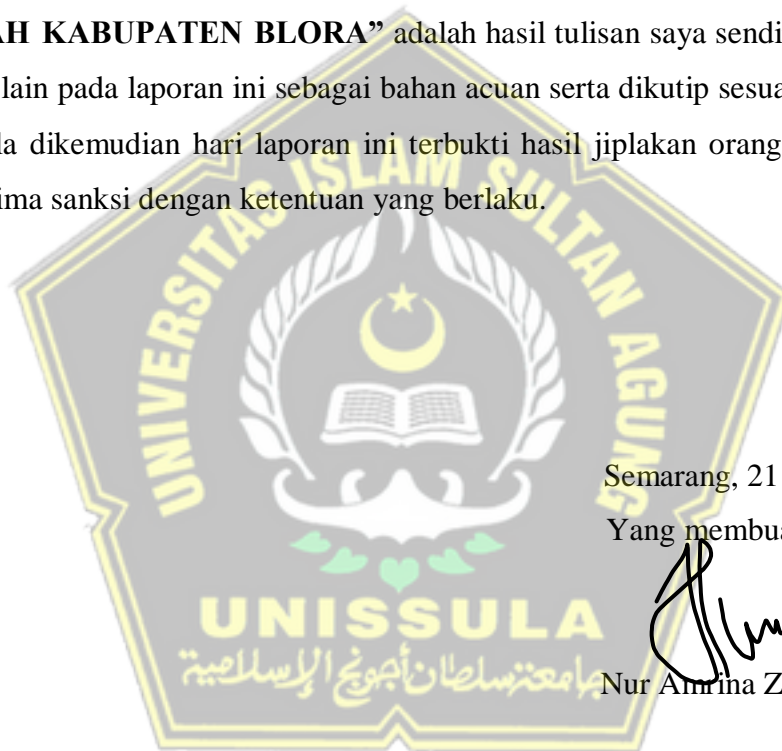 AH KABUPATEN BLORA” adalah hasil tulisan saya sendi
lain pada laporan ini sebagai bahan acuan serta dikutip sesua
la dikemudian hari laporan ini terbukti hasil jiplakan orang
ima sanksi dengan ketentuan yang berlaku.
UNIVERSITAS ISLAM SULTAN AGUNG
Semarang, 21
Yang membua
UNISSULA
جامعة سلطان أجونج الإسلامية
Nur Amrina Z